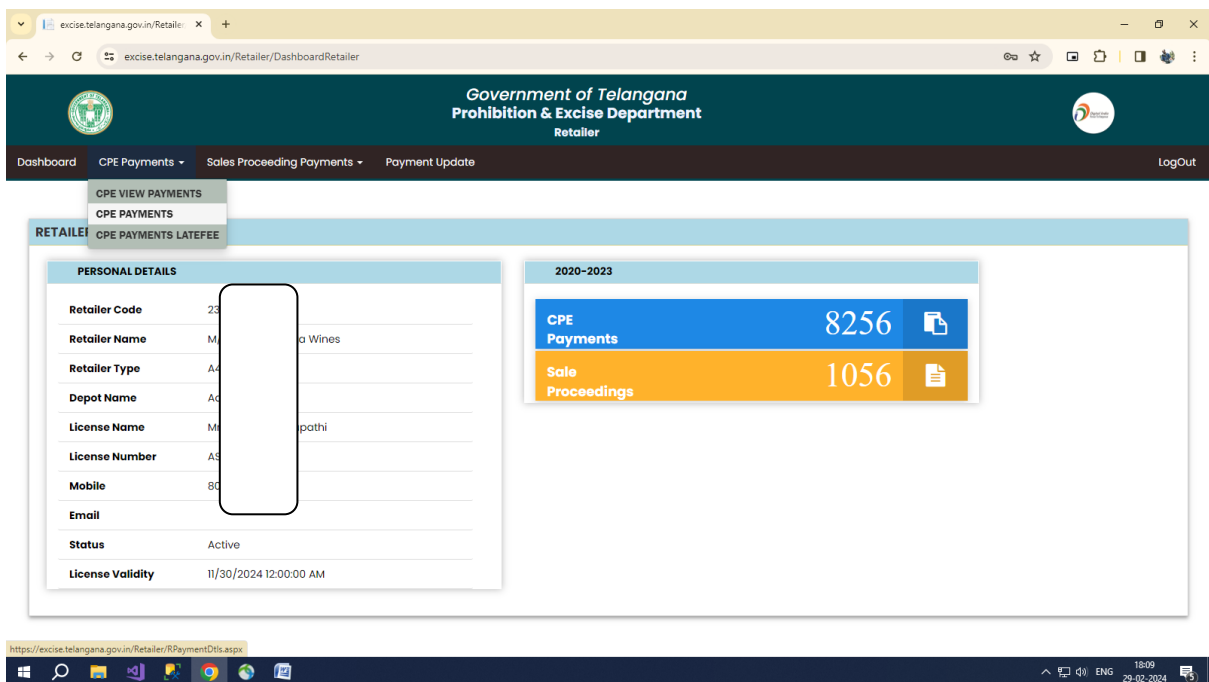 excise.telangana.gov.in/Retailer
excise.telangana.gov.in/Retailer/DashboardRetailer
Government of Telangana
Prohibition & Excise Department
Retailer
Dashboard CPE Payments Sales Proceeding Payments Payment Update LogOut
CPE VIEW PAYMENTS
CPE PAYMENTS
CPE PAYMENTS LATEFEE
RETAILE
PERSONAL DETAILS
Retailer Code 23
Retailer Name M/ a Wines
Retailer Type A4
Depot Name Ad
License Name Mr pathi
License Number AS
Mobile 80
Email
Status Active
License Validity 11/30/2024 12:00:00 AM
2020-2023
CPE
Payments
8256
Sale
Proceedings
1056
https://excise.telangana.gov.in/Retailer/RPaymentDtls.aspx
ENG
18:09
29-02-2024
5